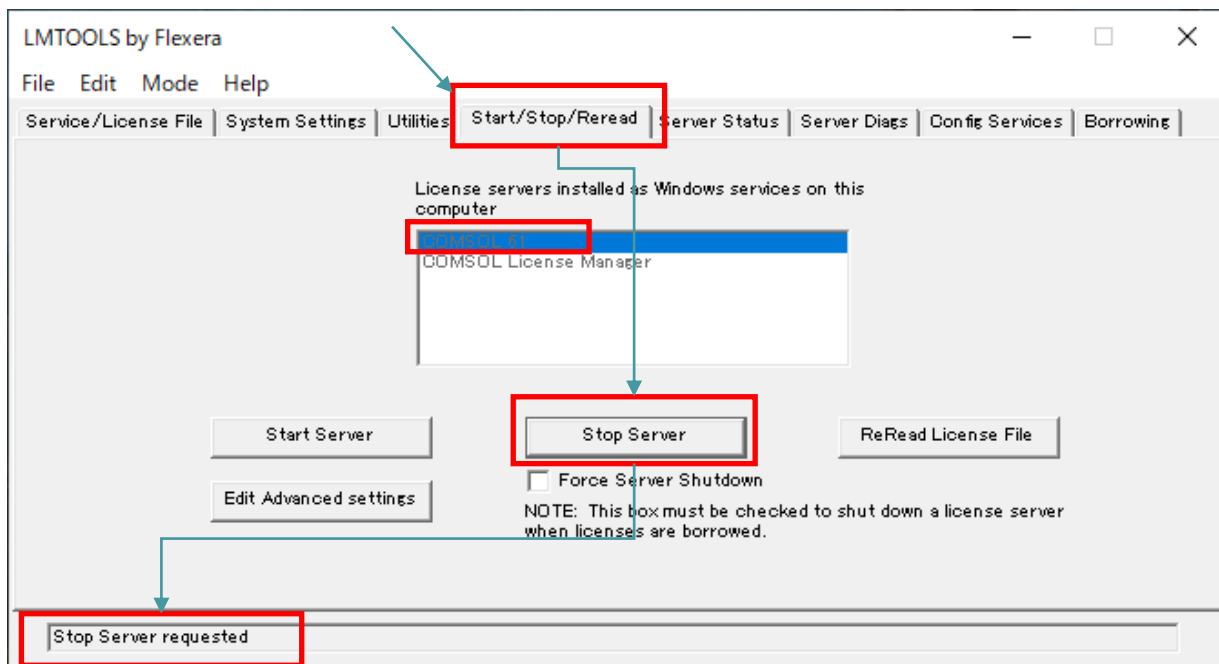 LMTOOLS by Flexera
File Edit Mode Help
Service/License File System Settings Utilities Start/Stop/Reread Server Status Server Diags Config Services Borrowing
License servers installed as Windows services on this
computer
COMSOL 61
COMSOL License Manager
Start Server Stop Server ReRead License File
Force Server Shutdown
Edit Advanced settings
NOTE: This box must be checked to shut down a license server
when licenses are borrowed.
Stop Server requested